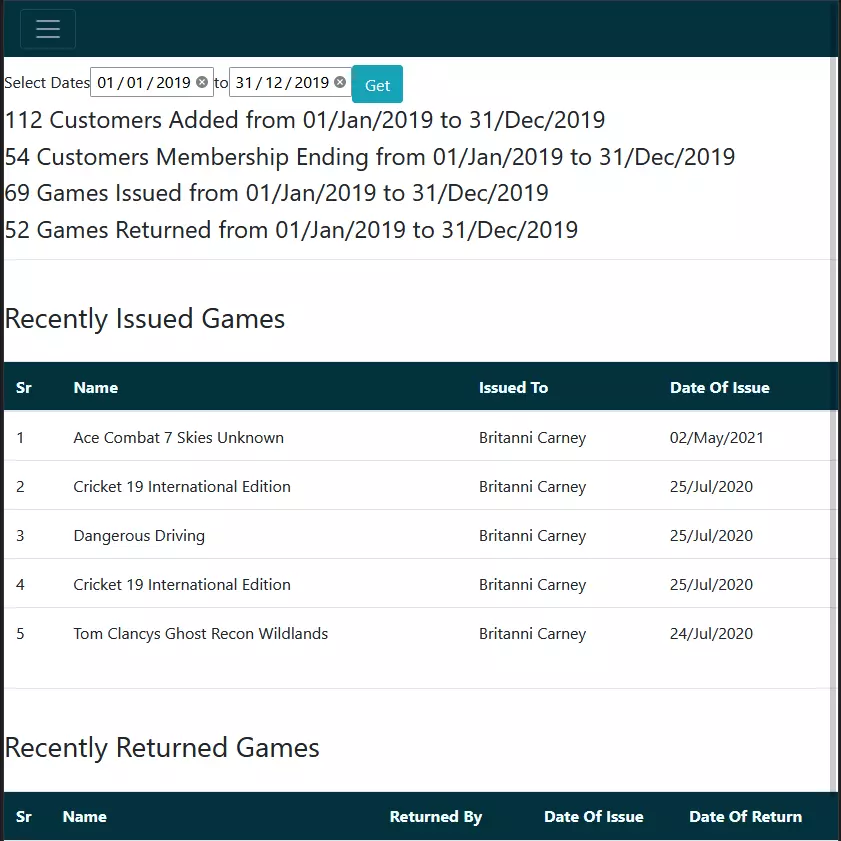 Select Dates 01/01/2019 to 31/12/2019 Get
112 Customers Added from 01/Jan/2019 to 31/Dec/2019
54 Customers Membership Ending from 01/Jan/2019 to 31/Dec/2019
69 Games Issued from 01/Jan/2019 to 31/Dec/2019
52 Games Returned from 01/Jan/2019 to 31/Dec/2019
Recently Issued Games
Sr Name Issued To Date Of Issue
1 Ace Combat 7 Skies Unknown Britanni Carney 02/May/2021
2 Cricket 19 International Edition Britanni Carney 25/Jul/2020
3 Dangerous Driving Britanni Carney 25/Jul/2020
4 Cricket 19 International Edition Britanni Carney 25/Jul/2020
5 Tom Clancys Ghost Recon Wildlands Britanni Carney 24/Jul/2020
Recently Returned Games
Sr Name Returned By Date Of Issue Date Of Return